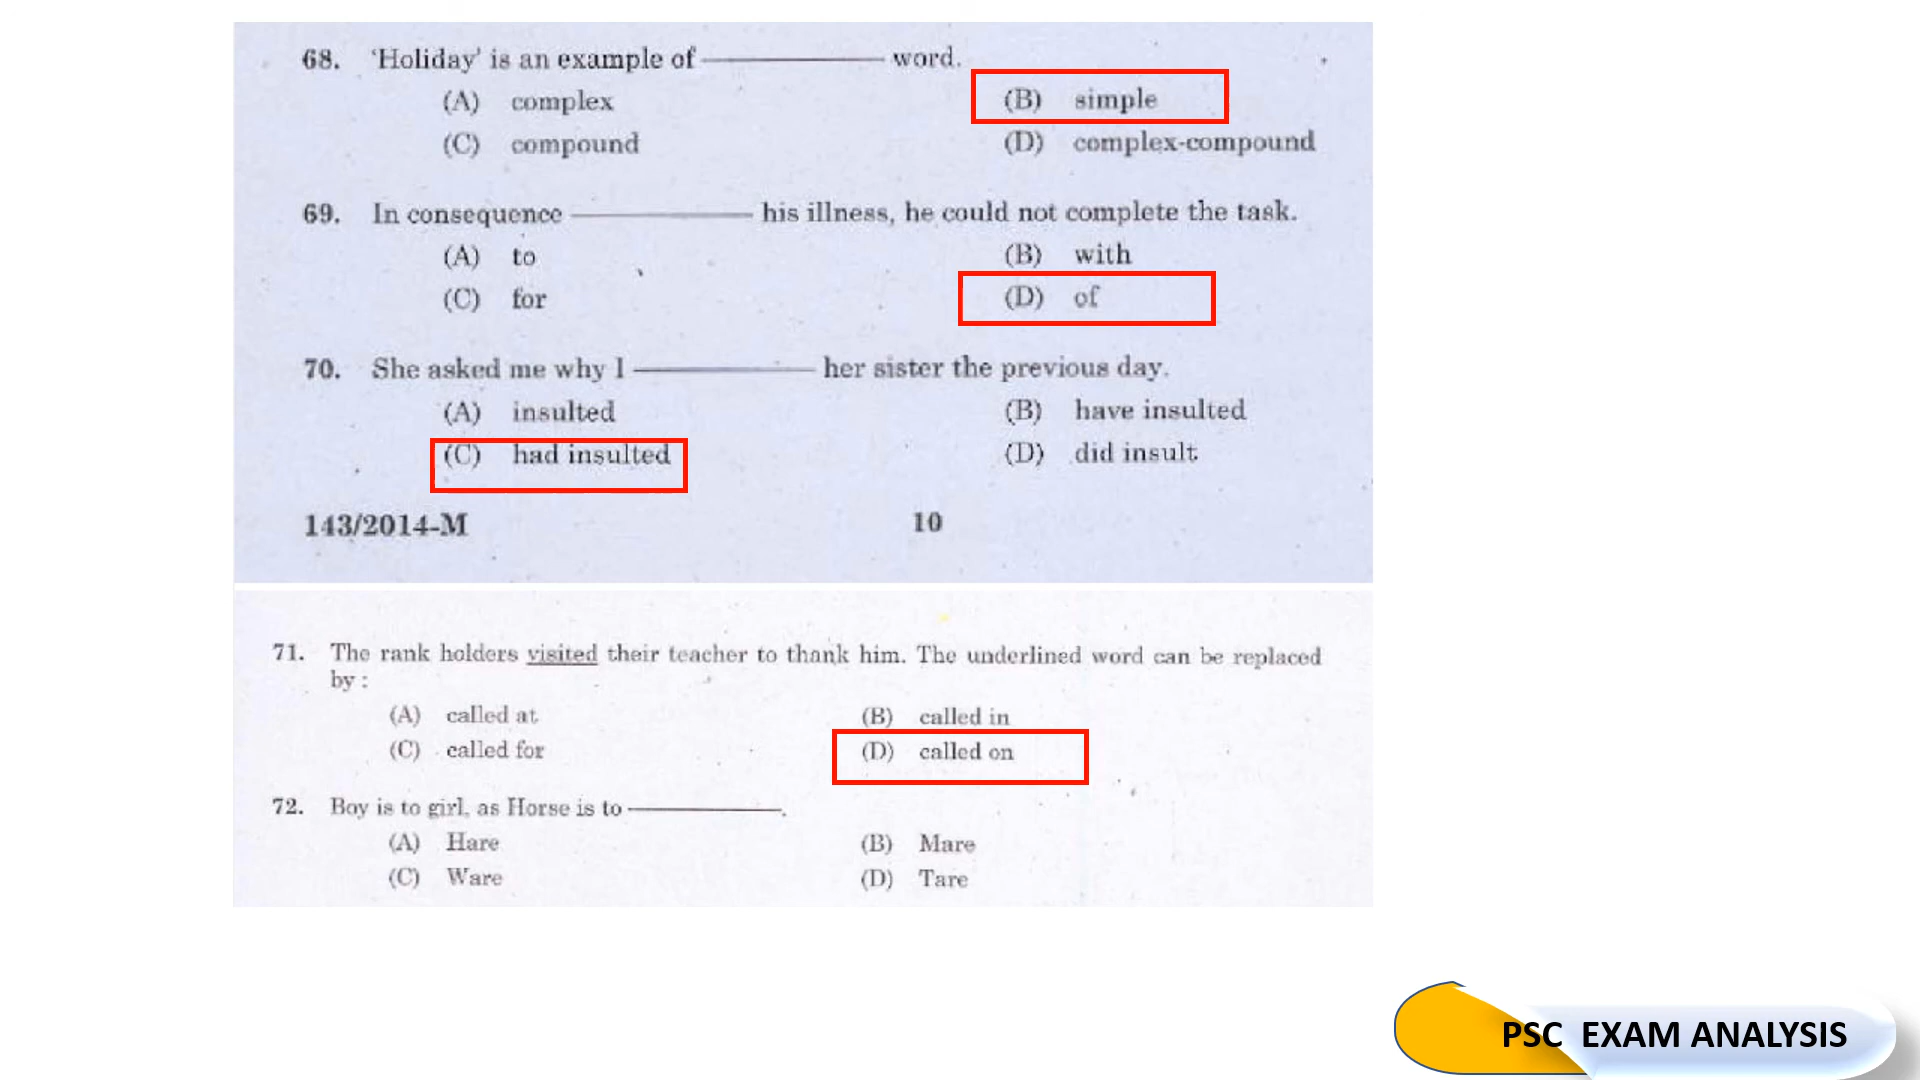 68. 'Holiday' is an example of ———— word.
(A) complex (B) simple
(C) compound (D) complex-compound
69. In consequence ———— his illness, he could not complete the task.
(A) to (B) with
(C) for (D) of
70. She asked me why I ———— her sister the previous day.
(A) insulted (B) have insulted
(C) had insulted (D) did insult
143/2014-M 10
71. The rank holders visited their teacher to thank him. The underlined word can be replaced
by :
(A) called at (B) called in
(C) called for (D) called on
72. Boy is to girl, as Horse is to ————.
(A) Hare (B) Mare
(C) Ware (D) Tare
PSC EXAM ANALYSIS